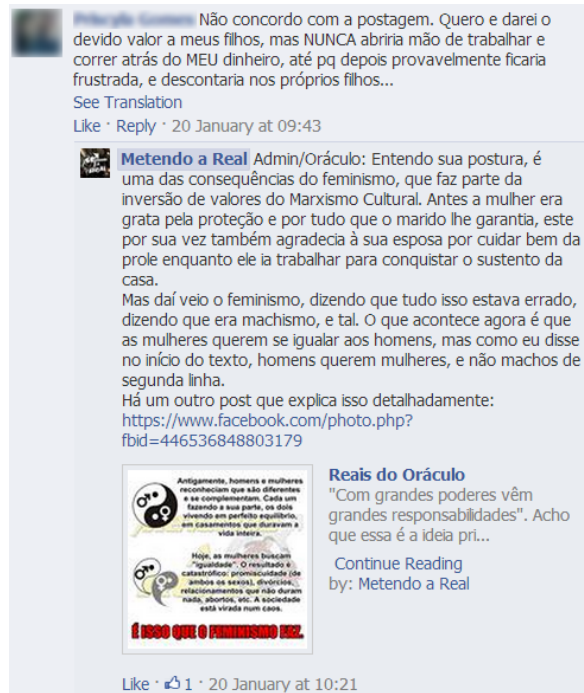 Não concordo com a postagem. Quero e darei o
devido valor a meus filhos, mas NUNCA abriria mão de trabalhar e
correr atrás do MEU dinheiro, até pq depois provavelmente ficaria
frustrada, e descontaria nos próprios filhos...
See Translation
Like · Reply · 20 January at 09:43
Metendo a Real Admin/Oráculo: Entendo sua postura, é
uma das consequências do feminismo, que faz parte da
inversão de valores do Marxismo Cultural. Antes a mulher era
grata pela proteção e por tudo que o marido lhe garantia, este
por sua vez também agradecia à sua esposa por cuidar bem da
prole enquanto ele ia trabalhar para conquistar o sustento da
casa.
Mas daí veio o feminismo, dizendo que tudo isso estava errado,
dizendo que era machismo, e tal. O que acontece agora é que
as mulheres querem se igualar aos homens, mas como eu disse
no início do texto, homens querem mulheres, e não machos de
segunda linha.
Há um outro post que explica isso detalhadamente:
https://www.facebook.com/photo.php?
fbid=446536848803179
Antigamente, homens e mulheres
reconheciam que são diferentes
e se complementam. Cada um
fazendo a sua parte, os dois
vivendo em perfeito equilíbrio,
em casamentos que duravam a
vida inteira.
Hoje, as mulheres buscam
"igualdade". O resultado é
catastrófico: promiscuidade (de
ambos os sexos), divórcios,
relacionamentos que não duram
nada, abortos, etc. A sociedade
está virada num caos.
É ISSO QUE O FEMINISMO FAZ.
Reais do Oráculo
"Com grandes poderes vêm
grandes responsabilidades". Acho
que essa é a ideia pri...
Continue Reading
by: Metendo a Real
Like · 1 · 20 January at 10:21